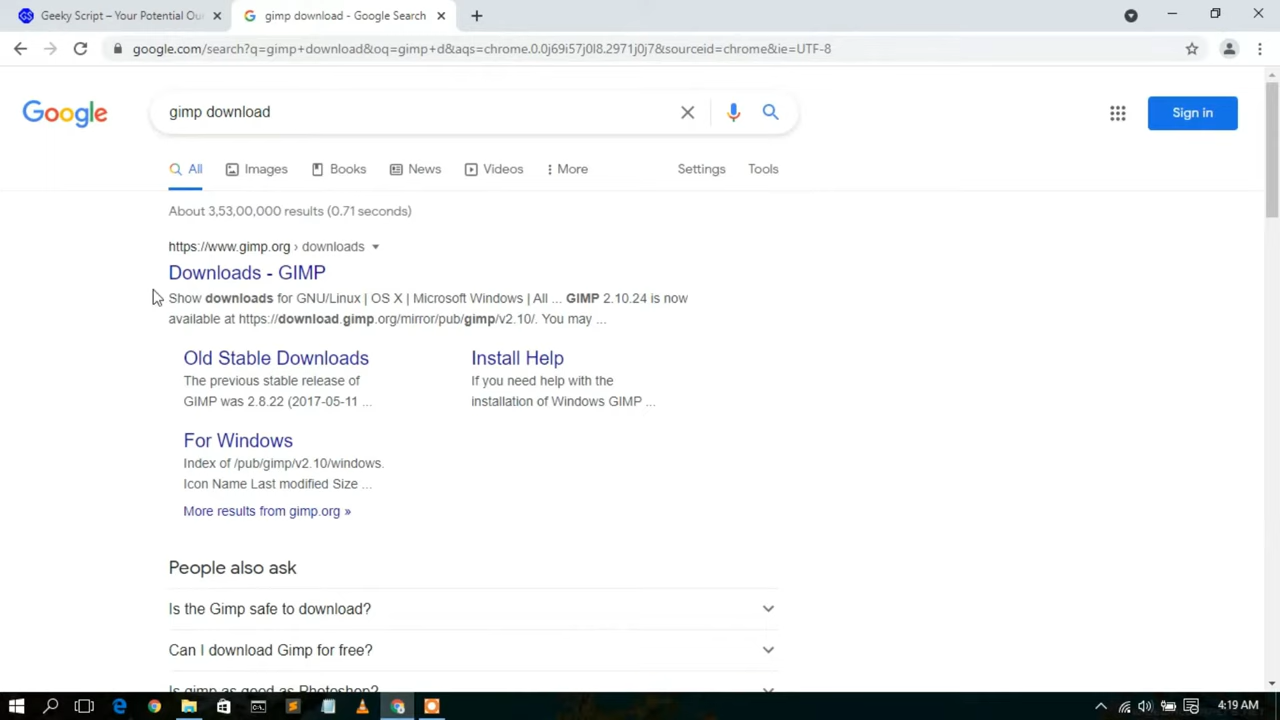 Geeky Script – Your Potential Ou
gimp download - Google Search
google.com/search?q=gimp+download&oq=gimp+d&aqs=chrome.0.0j69i57j0l8.2971j0j7&sourceid=chrome&ie=UTF-8
Google
gimp download
Sign in
All
Images
Books
News
Videos
More
Settings
Tools
About 3,53,00,000 results (0.71 seconds)
https://www.gimp.org › downloads
Downloads - GIMP
Show downloads for GNU/Linux | OS X | Microsoft Windows | All ... GIMP 2.10.24 is now
available at https://download.gimp.org/mirror/pub/gimp/v2.10/. You may ...
Old Stable Downloads
The previous stable release of
GIMP was 2.8.22 (2017-05-11 ...
Install Help
If you need help with the
installation of Windows GIMP ...
For Windows
Index of /pub/gimp/v2.10/windows.
Icon Name Last modified Size ...
More results from gimp.org »
People also ask
Is the Gimp safe to download?
Can I download Gimp for free?
Is gimp as good as Photoshop?
4:19 AM